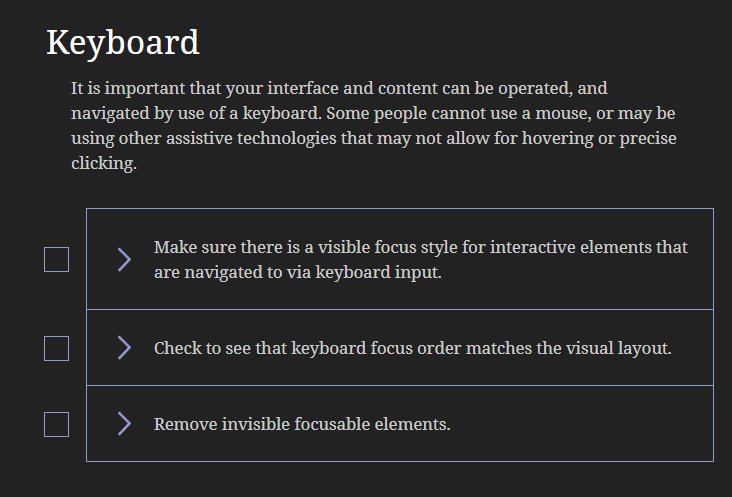 Keyboard
It is important that your interface and content can be operated, and
navigated by use of a keyboard. Some people cannot use a mouse, or may be
using other assistive technologies that may not allow for hovering or precise
clicking.
Make sure there is a visible focus style for interactive elements that
are navigated to via keyboard input.
Check to see that keyboard focus order matches the visual layout.
Remove invisible focusable elements.